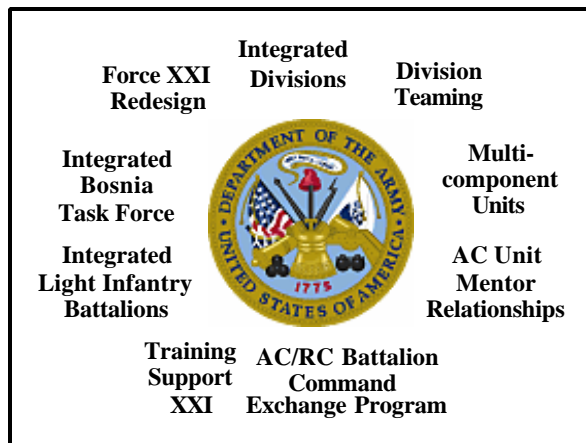 Integrated
Divisions
Force XXI
Redesign
Division
Teaming
Integrated
Bosnia
Task Force
Multi-
component
Units
Integrated
Light Infantry
Battalions
AC Unit
Mentor
Relationships
Training
Support
XXI
AC/RC Battalion
Command
Exchange Program
DEPARTMENT OF THE ARMY
UNITED STATES OF AMERICA
1775